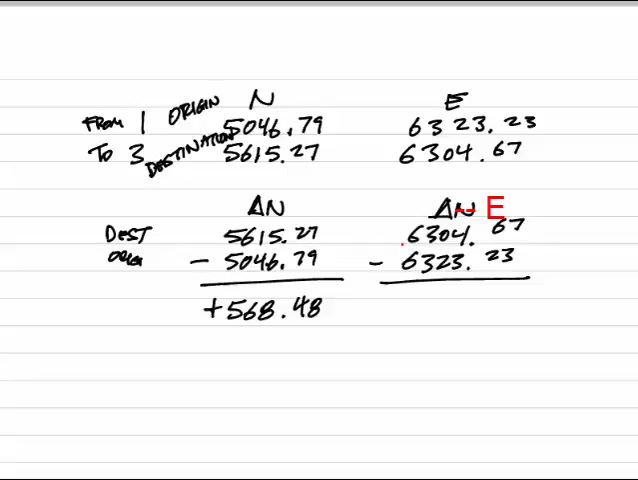 N E
FROM 1 ORIGIN 5046.79 6323.23
TO 3 DESTINATION 5615.27 6304.67
ΔN ΔN E
DEST 5615.27 6304.67
ORIG - 5046.79 - 6323.23
+568.48